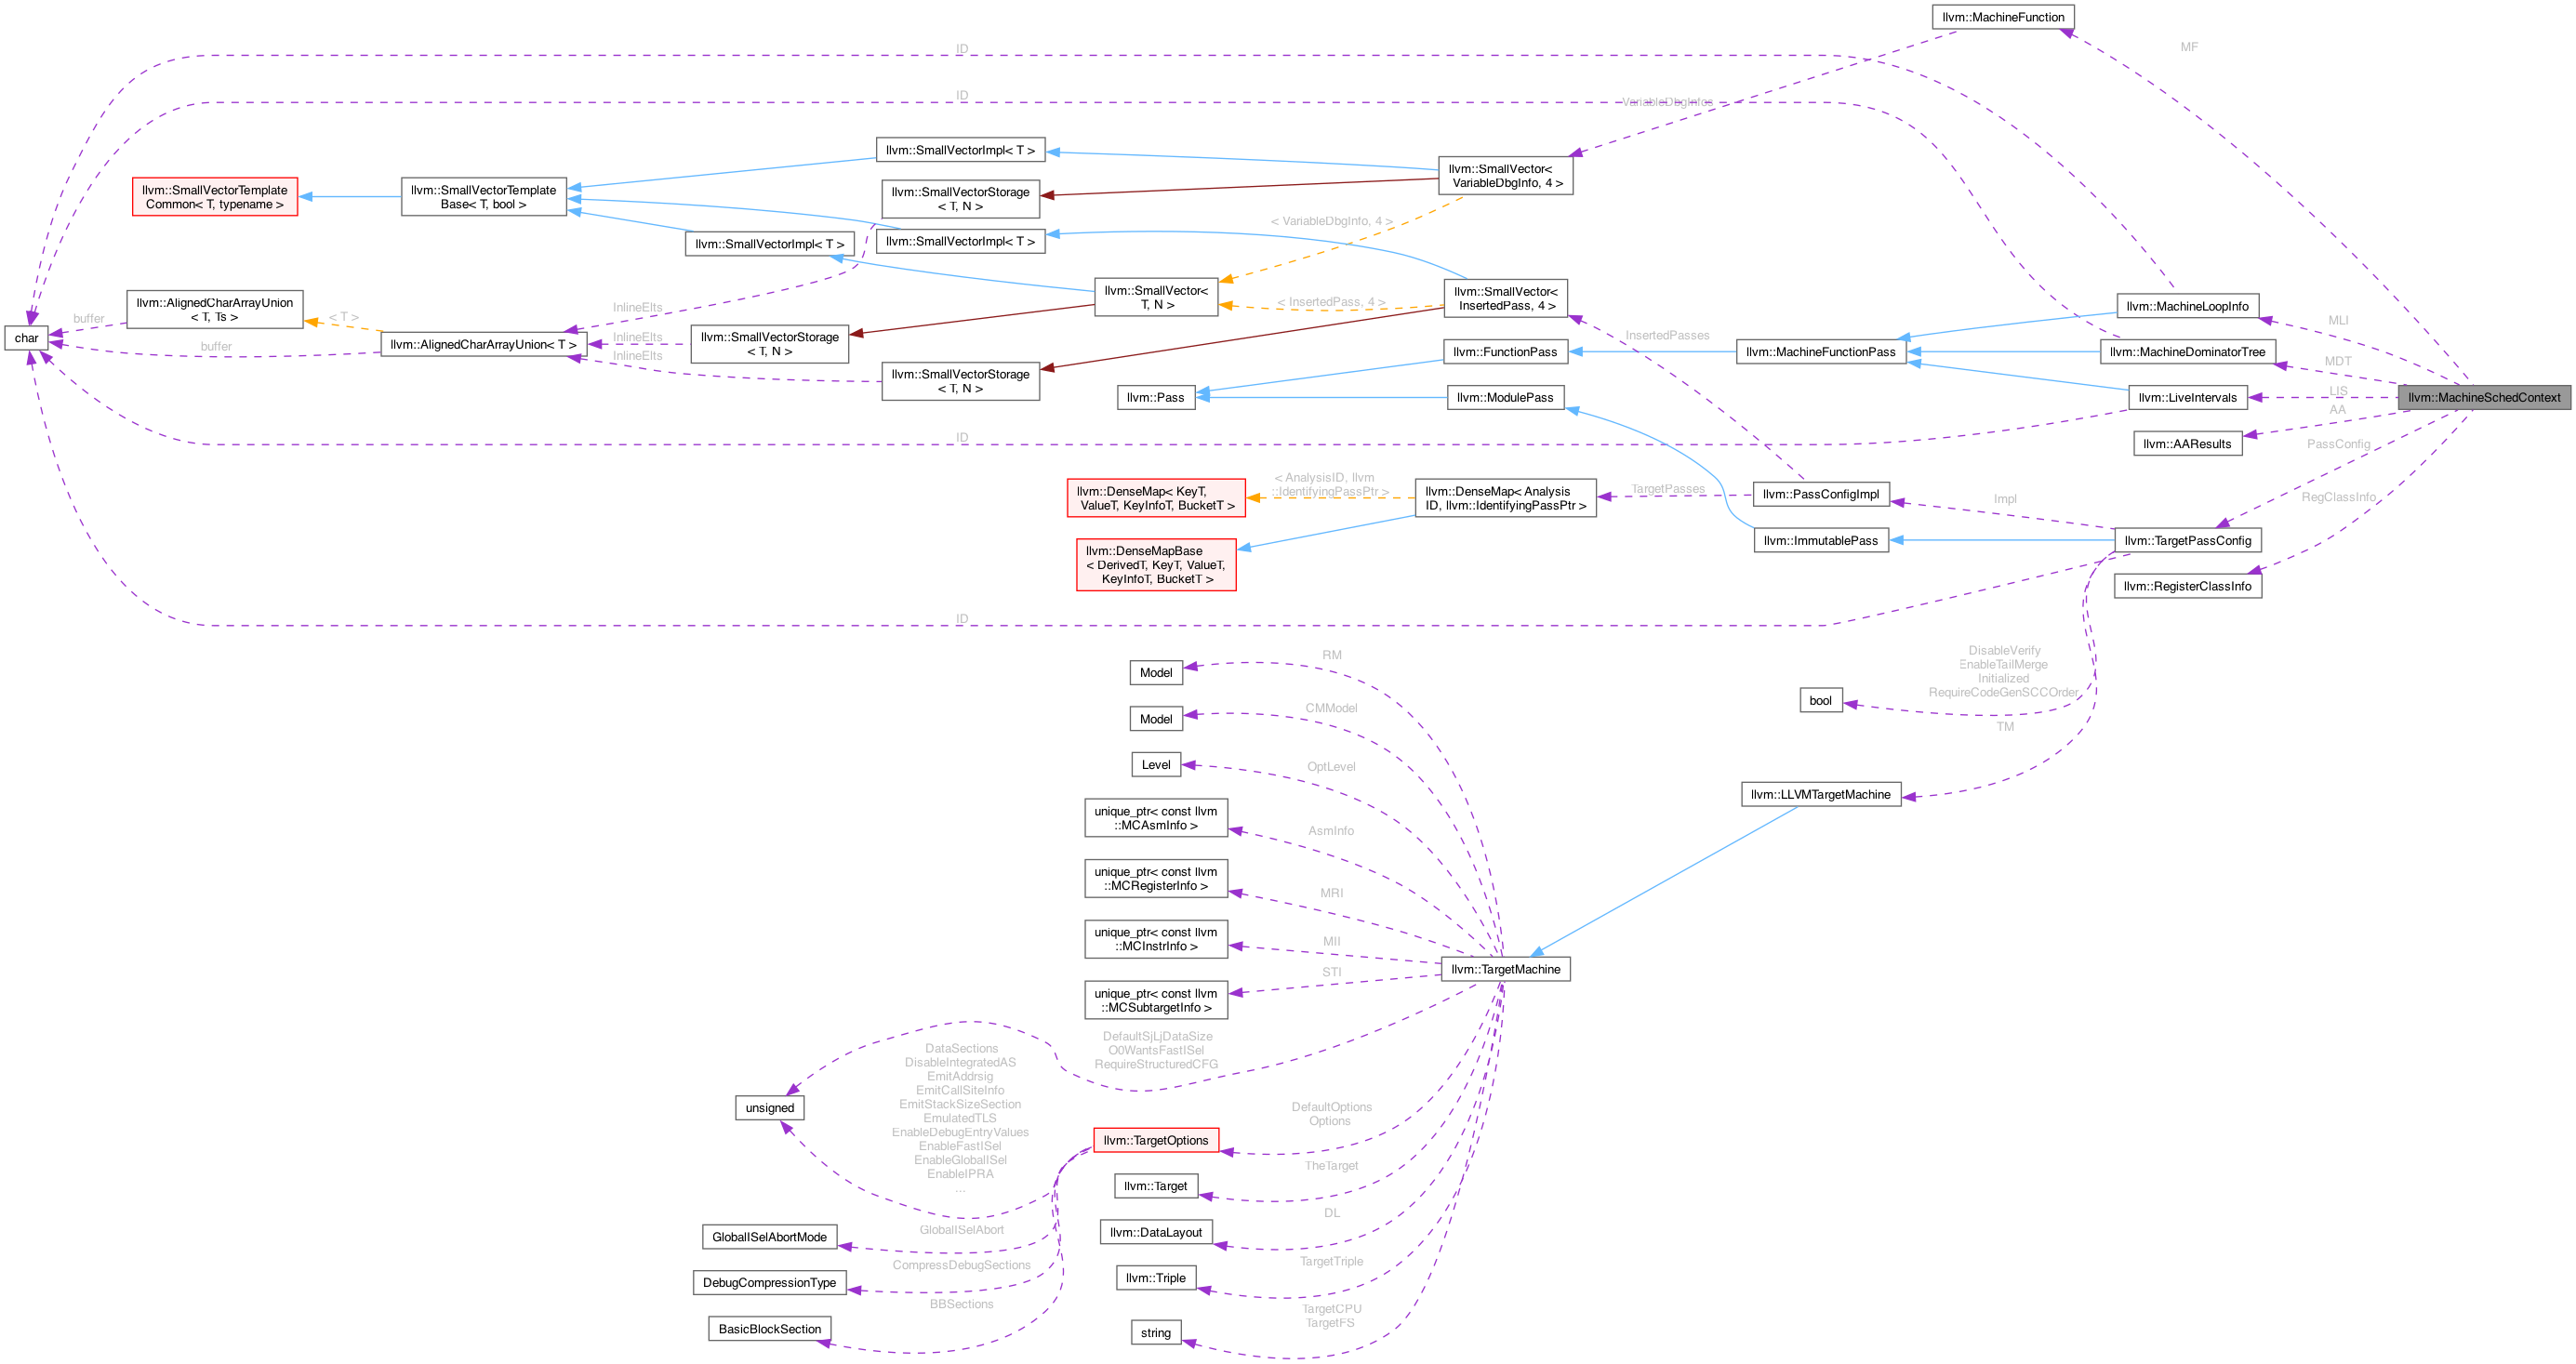 llvm::MachineFunction
ID
MF
ID
VariableDbgInfos
llvm::SmallVectorImpl< T >
llvm::SmallVector<
VariableDbgInfo, 4 >
llvm::SmallVectorTemplate
Common< T, typename >
llvm::SmallVectorTemplate
Base< T, bool >
llvm::SmallVectorStorage
< T, N >
< VariableDbgInfo, 4 >
llvm::SmallVectorImpl< T >
llvm::SmallVectorImpl< T >
llvm::SmallVector<
T, N >
< InsertedPass, 4 >
llvm::SmallVector<
InsertedPass, 4 >
llvm::AlignedCharArrayUnion
< T, Ts >
InlineElts
llvm::MachineLoopInfo
MLI
buffer
< T >
char
buffer
llvm::AlignedCharArrayUnion< T >
InlineElts
llvm::SmallVectorStorage
< T, N >
InsertedPasses
InlineElts
llvm::FunctionPass
llvm::MachineFunctionPass
llvm::MachineDominatorTree
MDT
llvm::SmallVectorStorage
< T, N >
llvm::Pass
llvm::ModulePass
llvm::LiveIntervals
LIS
llvm::MachineSchedContext
AA
ID
llvm::AAResults
PassConfig
llvm::DenseMap< KeyT,
ValueT, KeyInfoT, BucketT >
< AnalysisID, llvm
::IdentifyingPassPtr >
llvm::DenseMap< Analysis
ID, llvm::IdentifyingPassPtr >
TargetPasses
llvm::PassConfigImpl
Impl
RegClassInfo
llvm::DenseMapBase
< DerivedT, KeyT, ValueT,
KeyInfoT, BucketT >
llvm::ImmutablePass
llvm::TargetPassConfig
llvm::RegisterClassInfo
ID
Model
RM
DisableVerify
EnableTailMerge
Initialized
RequireCodeGenSCCOrder
bool
Model
CMModel
TM
Level
OptLevel
llvm::LLVMTargetMachine
unique_ptr< const llvm
::MCAsmInfo >
AsmInfo
unique_ptr< const llvm
::MCRegisterInfo >
MRI
unique_ptr< const llvm
::MCInstrInfo >
MII
llvm::TargetMachine
unique_ptr< const llvm
::MCSubtargetInfo >
STI
DefaultSjLjDataSize
O0WantsFastISel
RequireStructuredCFG
DataSections
DisableIntegratedAS
EmitAddrsig
EmitCallSiteInfo
EmitStackSizeSection
EmulatedTLS
EnableDebugEntryValues
EnableFastISel
EnableGlobalISel
EnableIPRA
...
unsigned
llvm::TargetOptions
DefaultOptions
Options
llvm::Target
TheTarget
GlobalISelAbortMode
GlobalISelAbort
llvm::DataLayout
DL
DebugCompressionType
CompressDebugSections
llvm::Triple
TargetTriple
BasicBlockSection
BBSections
string
TargetCPU
TargetFS